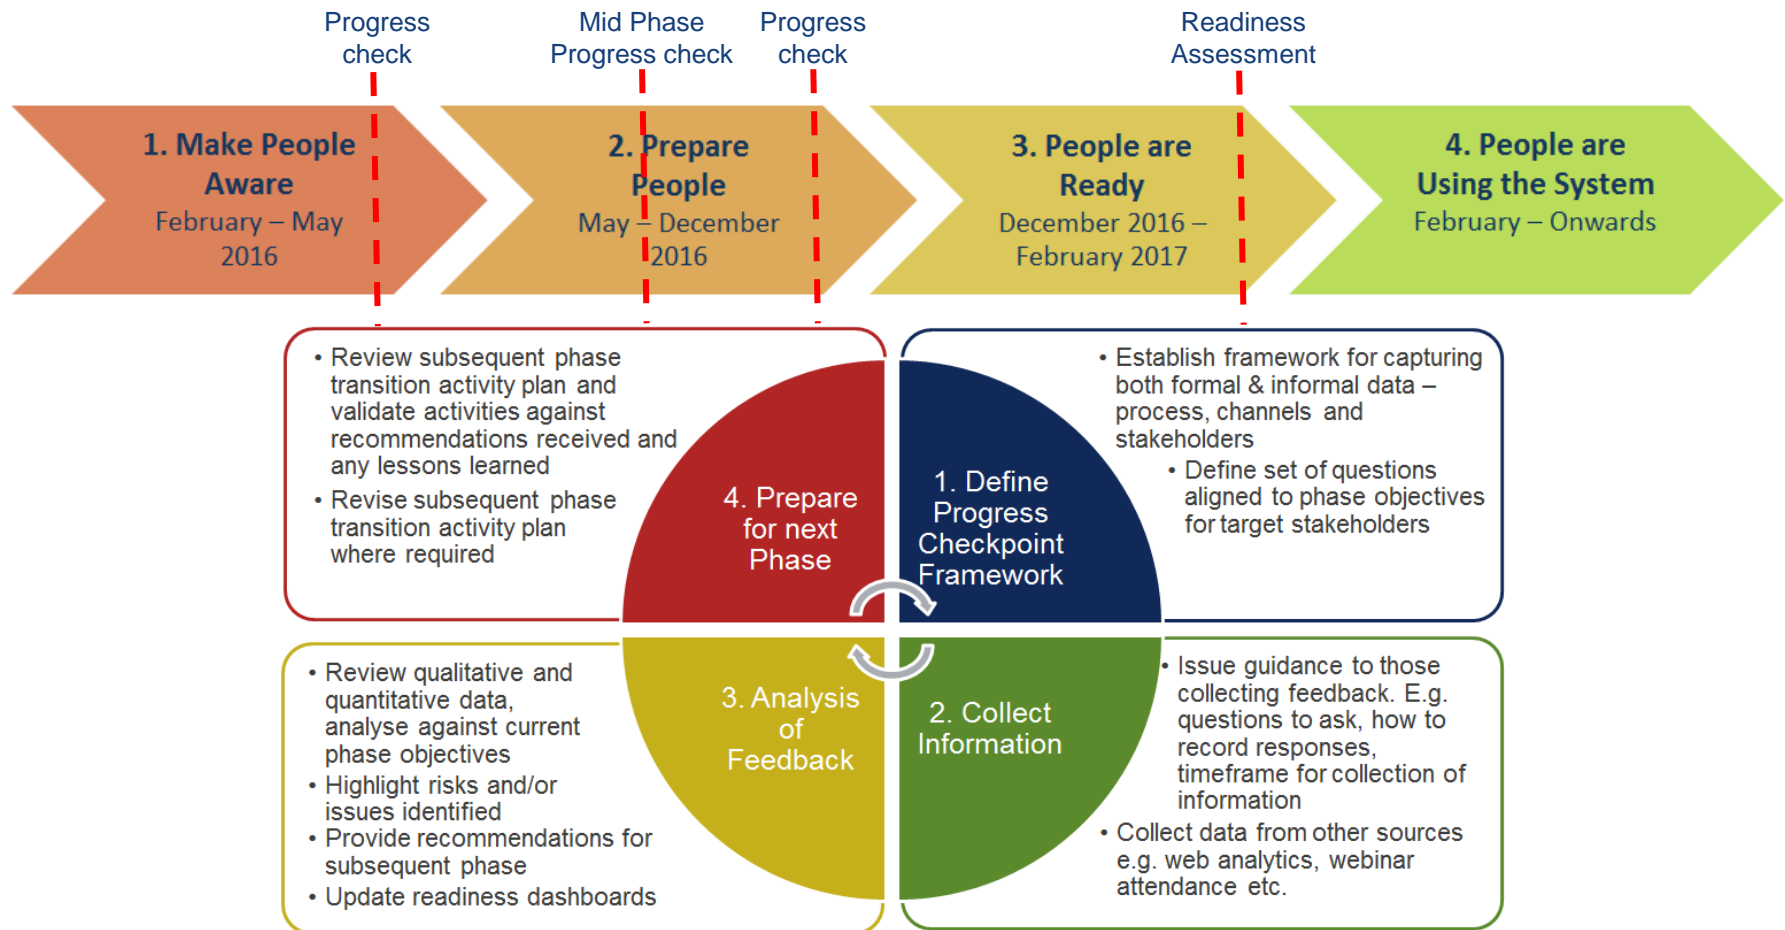 Progress
check
Mid Phase
Progress check
Progress
check
Readiness
Assessment
1. Make People
Aware
February – May
2016
2. Prepare
People
May – December
2016
3. People are
Ready
December 2016 –
February 2017
4. People are
Using the System
February – Onwards
• Review subsequent phase
transition activity plan and
validate activities against
recommendations received and
any lessons learned
• Revise subsequent phase
transition activity plan
where required
4. Prepare
for next
Phase
1. Define
Progress
Checkpoint
Framework
• Establish framework for capturing
both formal & informal data –
process, channels and
stakeholders
• Define set of questions
aligned to phase objectives
for target stakeholders
• Review qualitative and
quantitative data,
analyse against current
phase objectives
• Highlight risks and/or
issues identified
• Provide recommendations for
subsequent phase
• Update readiness dashboards
3. Analysis
of
Feedback
2. Collect
Information
• Issue guidance to those
collecting feedback. E.g.
questions to ask, how to
record responses,
timeframe for collection of
information
• Collect data from other sources
e.g. web analytics, webinar
attendance etc.